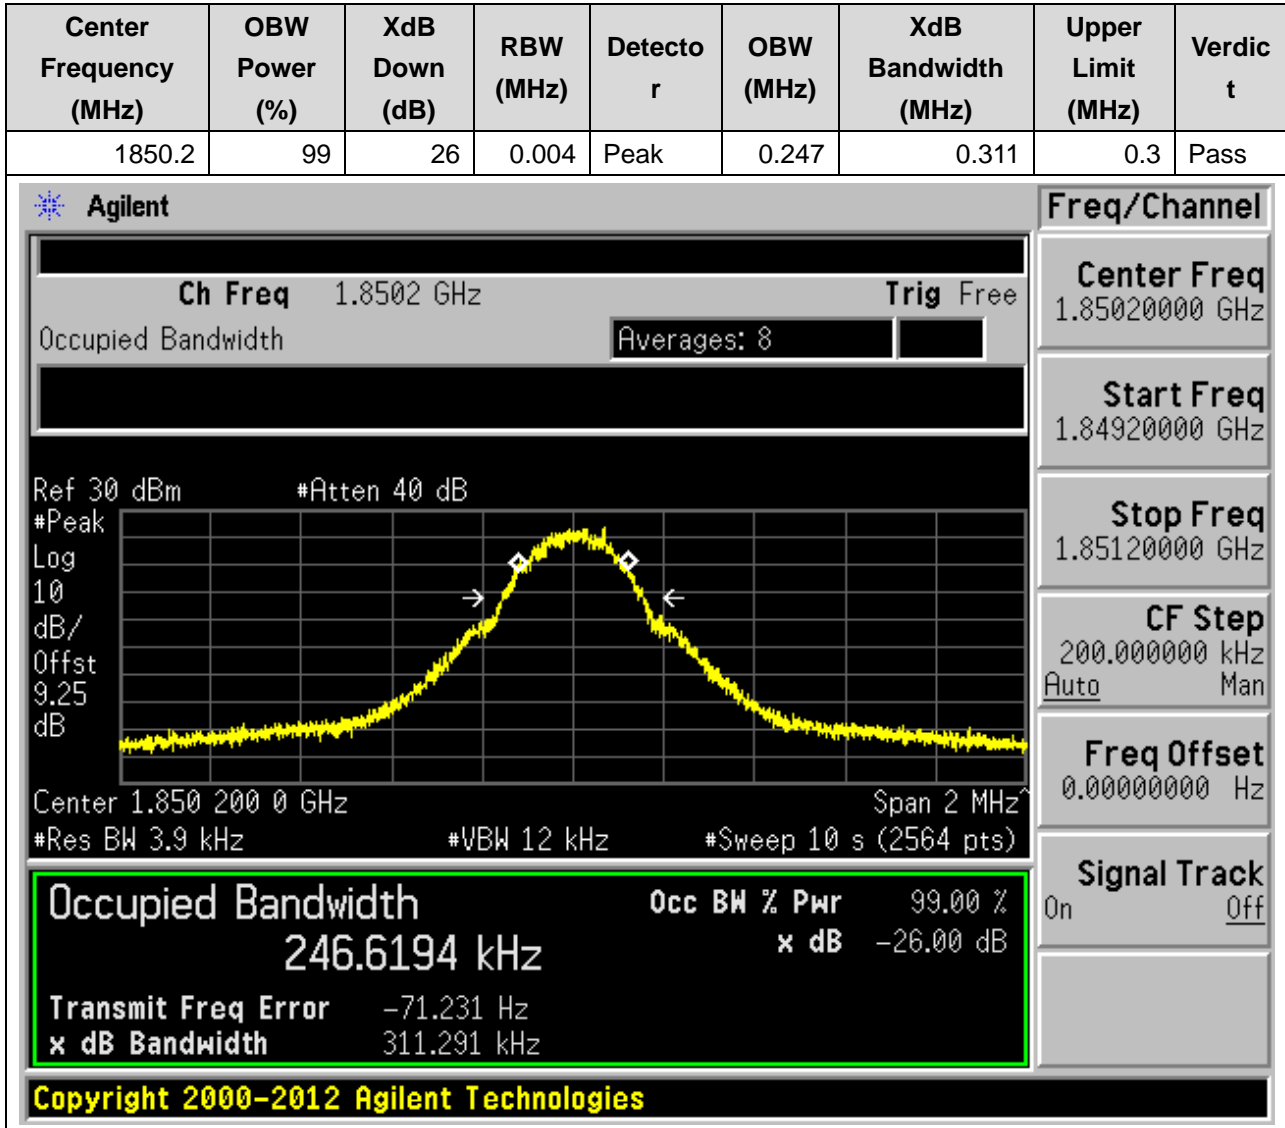 Center Frequency (MHz) OBW Power (%) XdB Down (dB) RBW (MHz) Detecto r OBW (MHz) XdB Bandwidth (MHz) Upper Limit (MHz) Verdic t
1850.2 99 26 0.004 Peak 0.247 0.311 0.3 Pass
Agilent
Freq/Channel
Ch Freq 1.8502 GHz Trig Free
Occupied Bandwidth Averages: 8
Center Freq
1.85020000 GHz
Start Freq
1.84920000 GHz
Stop Freq
1.85120000 GHz
CF Step
200.000000 kHz
Auto Man
Freq Offset
0.00000000 Hz
Signal Track
On Off
Ref 30 dBm #Atten 40 dB
#Peak
Log
10
dB/
Offst
9.25
dB
Center 1.850 200 0 GHz Span 2 MHz^
#Res BW 3.9 kHz #VBW 12 kHz #Sweep 10 s (2564 pts)
Occupied Bandwidth Occ BW % Pwr 99.00 %
246.6194 kHz x dB -26.00 dB
Transmit Freq Error -71.231 Hz
x dB Bandwidth 311.291 kHz
Copyright 2000-2012 Agilent Technologies